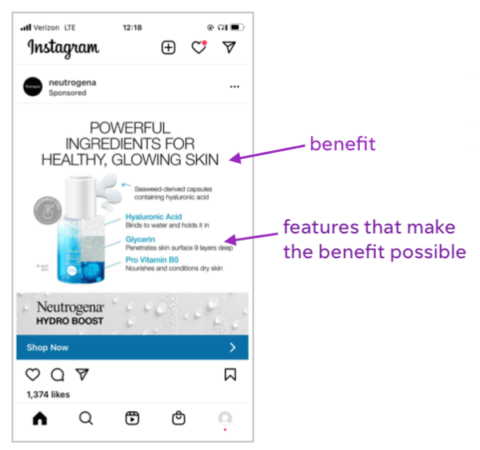 Verizon LTE 12:18
Instagram
neutrogena
Sponsored
POWERFUL
INGREDIENTS FOR
HEALTHY, GLOWING SKIN
benefit
Seaweed-derived capsules
containing hyaluronic acid
Hyaluronic Acid
Binds to water and holds it in
Glycerin
Penetrates skin surface 9 layers deep
Pro Vitamin B5
Nourishes and conditions dry skin
features that make
the benefit possible
Neutrogena®
HYDRO BOOST
Shop Now
1,374 likes